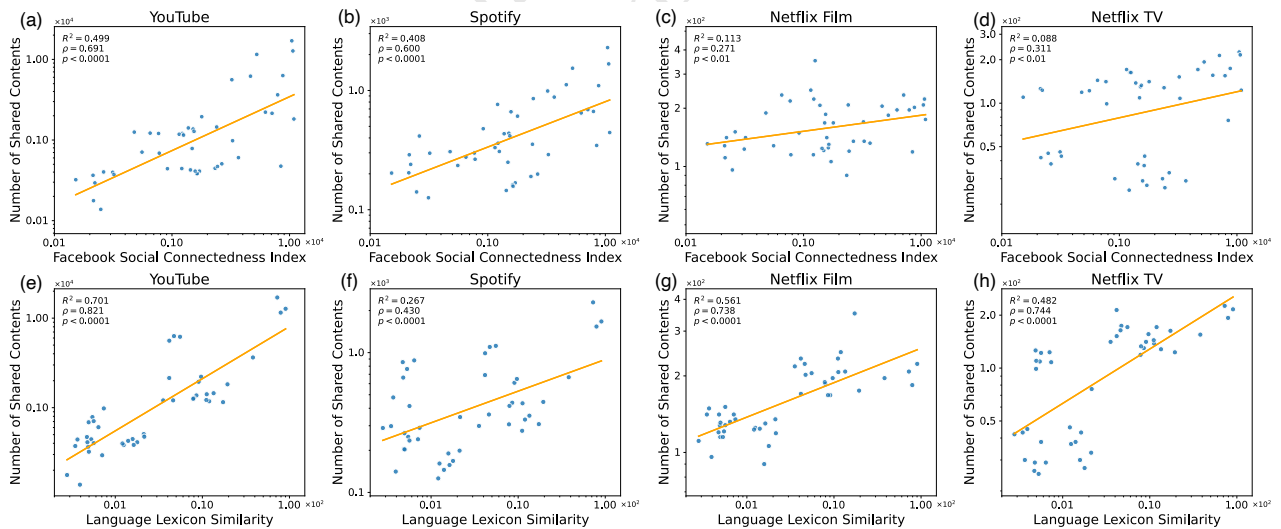 (a)
YouTube
×10⁴
R² = 0.499
ρ = 0.691
p < 0.0001
1.00
0.10
0.01
Number of Shared Contents
0.01 0.10 1.00 ×10⁴
Facebook Social Connectedness Index
(b)
Spotify
×10³
R² = 0.408
ρ = 0.600
p < 0.0001
1.0
0.1
Number of Shared Contents
0.01 0.10 1.00 ×10⁴
Facebook Social Connectedness Index
(c)
Netflix Film
×10²
R² = 0.113
ρ = 0.271
p < 0.01
4
3
2
1
Number of Shared Contents
0.01 0.10 1.00 ×10⁴
Facebook Social Connectedness Index
(d)
Netflix TV
×10²
R² = 0.088
ρ = 0.311
p < 0.01
3.0
2.0
1.0
0.5
Number of Shared Contents
0.01 0.10 1.00 ×10⁴
Facebook Social Connectedness Index
(e)
YouTube
×10⁴
R² = 0.701
ρ = 0.821
p < 0.0001
1.00
0.10
Number of Shared Contents
0.01 0.10 1.00 ×10²
Language Lexicon Similarity
(f)
Spotify
×10³
R² = 0.267
ρ = 0.430
p < 0.0001
1.0
0.1
Number of Shared Contents
0.01 0.10 1.00 ×10²
Language Lexicon Similarity
(g)
Netflix Film
×10²
R² = 0.561
ρ = 0.738
p < 0.0001
4
3
2
1
Number of Shared Contents
0.01 0.10 1.00 ×10²
Language Lexicon Similarity
(h)
Netflix TV
×10²
R² = 0.482
ρ = 0.744
p < 0.0001
2.0
1.0
0.5
Number of Shared Contents
0.01 0.10 1.00 ×10²
Language Lexicon Similarity